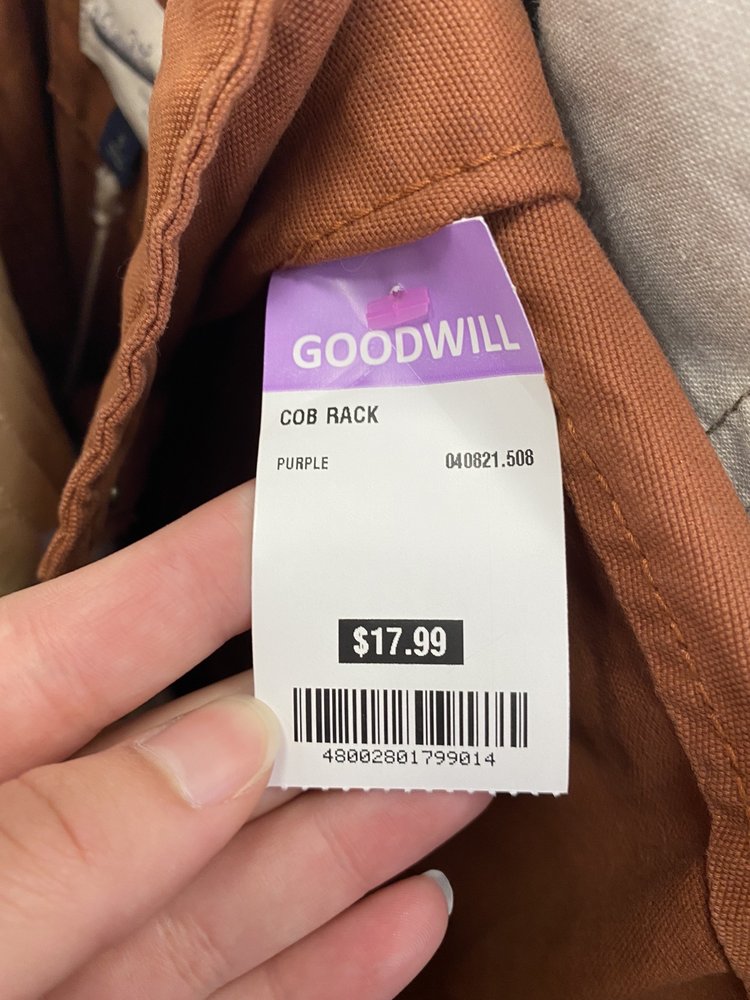 GOODWILL
COB RACK
PURPLE 040821.508
$17.99
48002801799014